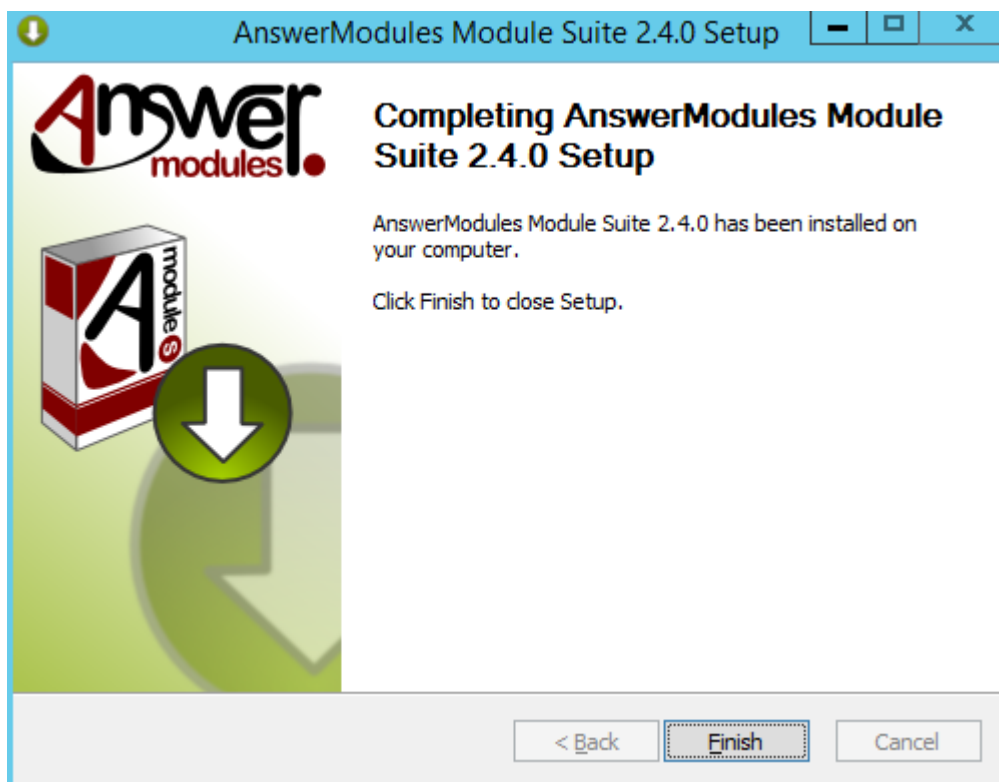 AnswerModules Module Suite 2.4.0 Setup
Answer
modules
Completing AnswerModules Module
Suite 2.4.0 Setup
AnswerModules Module Suite 2.4.0 has been installed on
your computer.
Click Finish to close Setup.
A
module s
< Back
Finish
Cancel